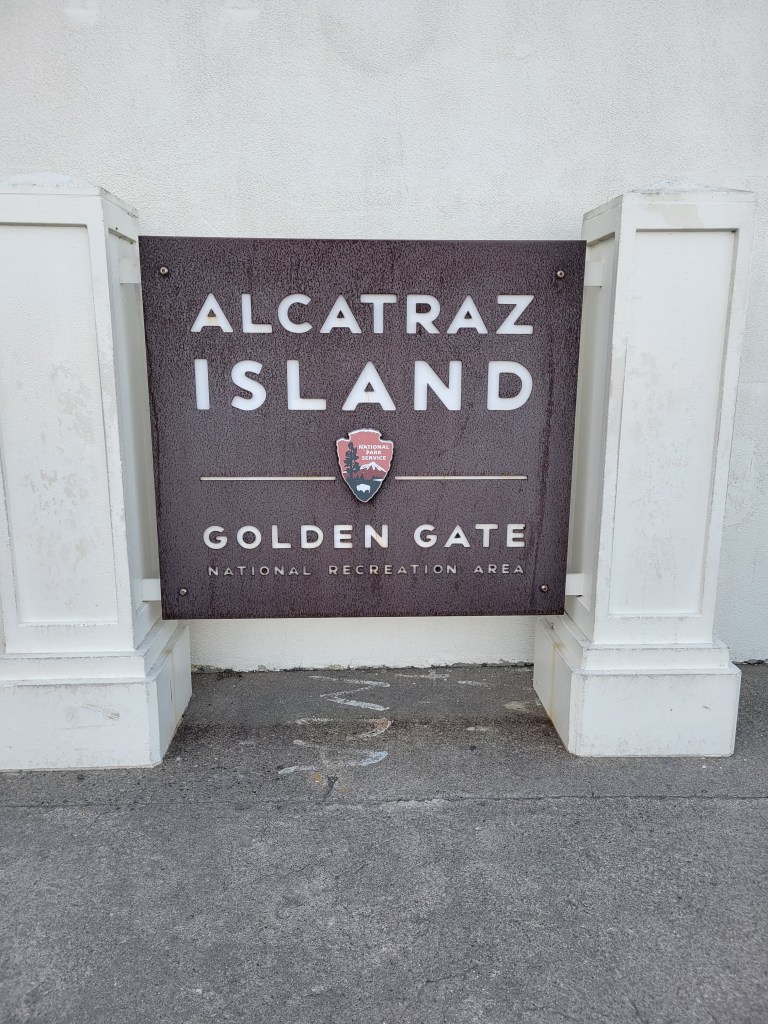 ALCATRAZ
ISLAND
NATIONAL
PARK
SERVICE
GOLDEN GATE
NATIONAL RECREATION AREA